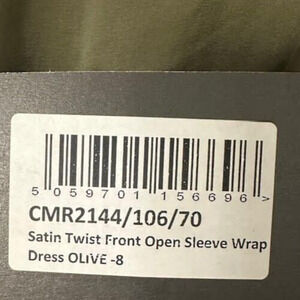 5 059701 156696 >
CMR2144/106/70
Satin Twist Front Open Sleeve Wrap
Dress OLIVE -8